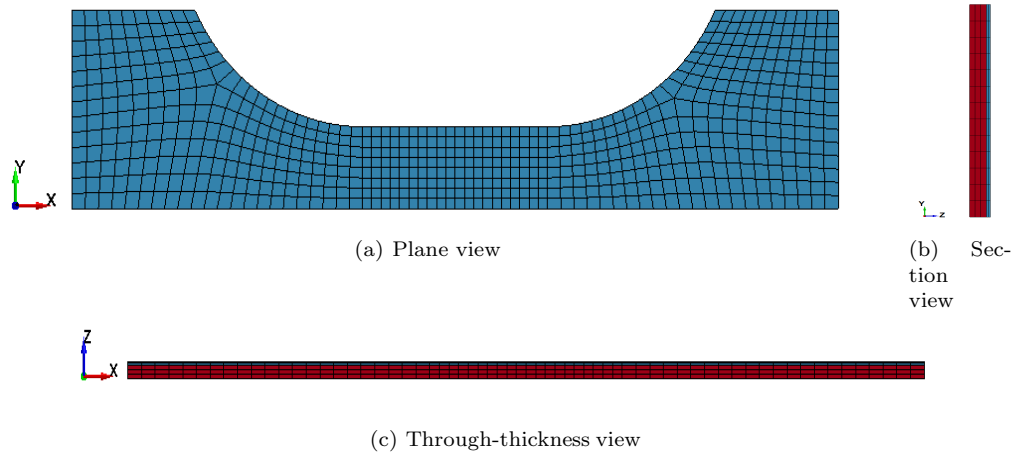 Y
X
(a) Plane view
Y
Z
(b) Sec-
tion
view
Z
X
(c) Through-thickness view